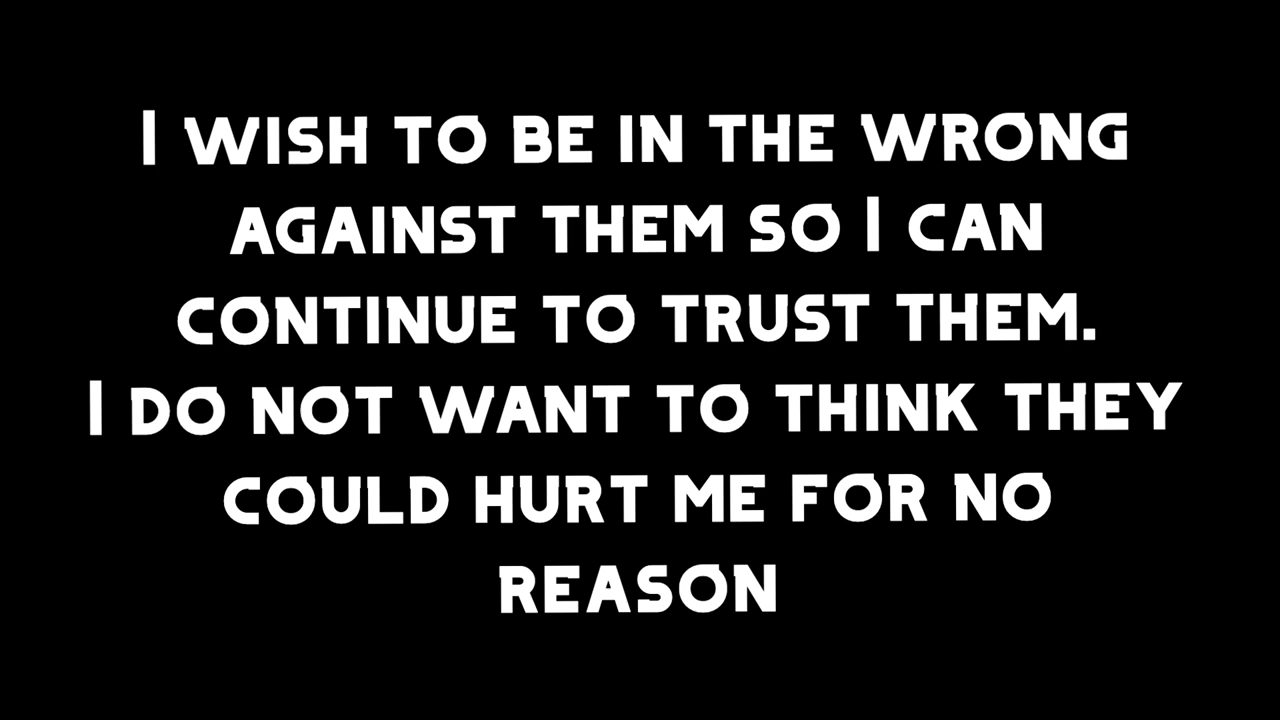 I WISH TO BE IN THE WRONG
AGAINST THEM SO I CAN
CONTINUE TO TRUST THEM.
I DO NOT WANT TO THINK THEY
COULD HURT ME FOR NO
REASON